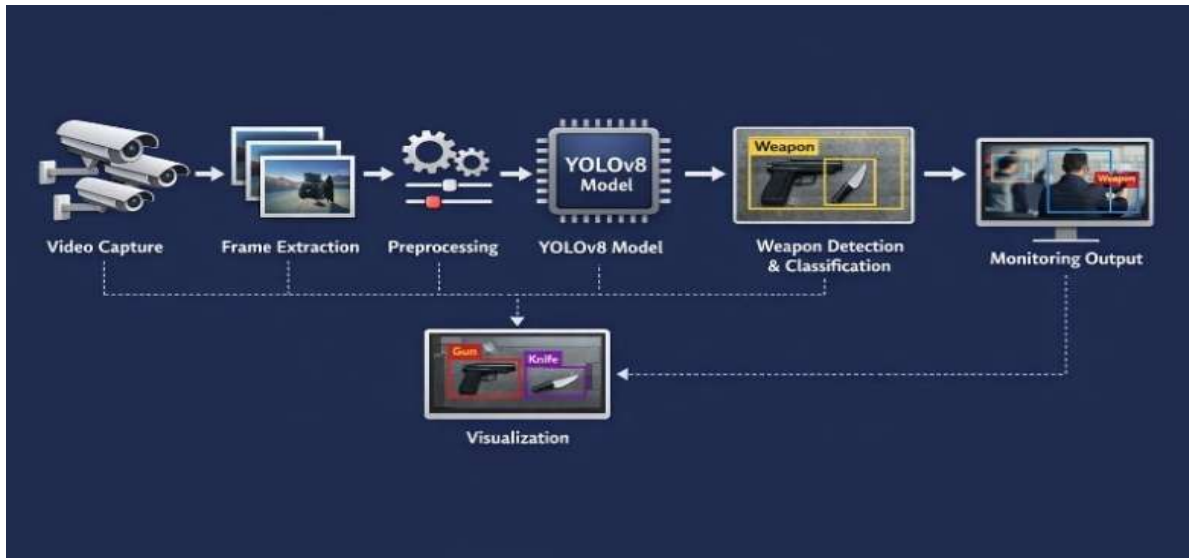 YOLOv8
Model
Weapon
Weapon
Video Capture
Frame Extraction
Preprocessing
YOLOv8 Model
Weapon Detection
& Classification
Monitoring Output
Gun
Knife
Visualization